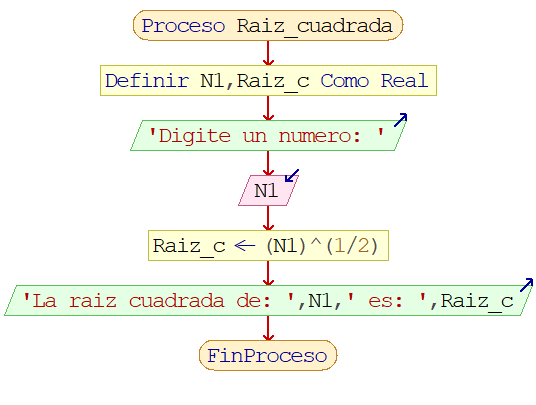 Proceso Raiz_cuadrada
Definir N1,Raiz_c Como Real
'Digite un numero: '
N1
Raiz_c ← (N1)^(1/2)
'La raiz cuadrada de: ',N1,' es: ',Raiz_c
FinProceso